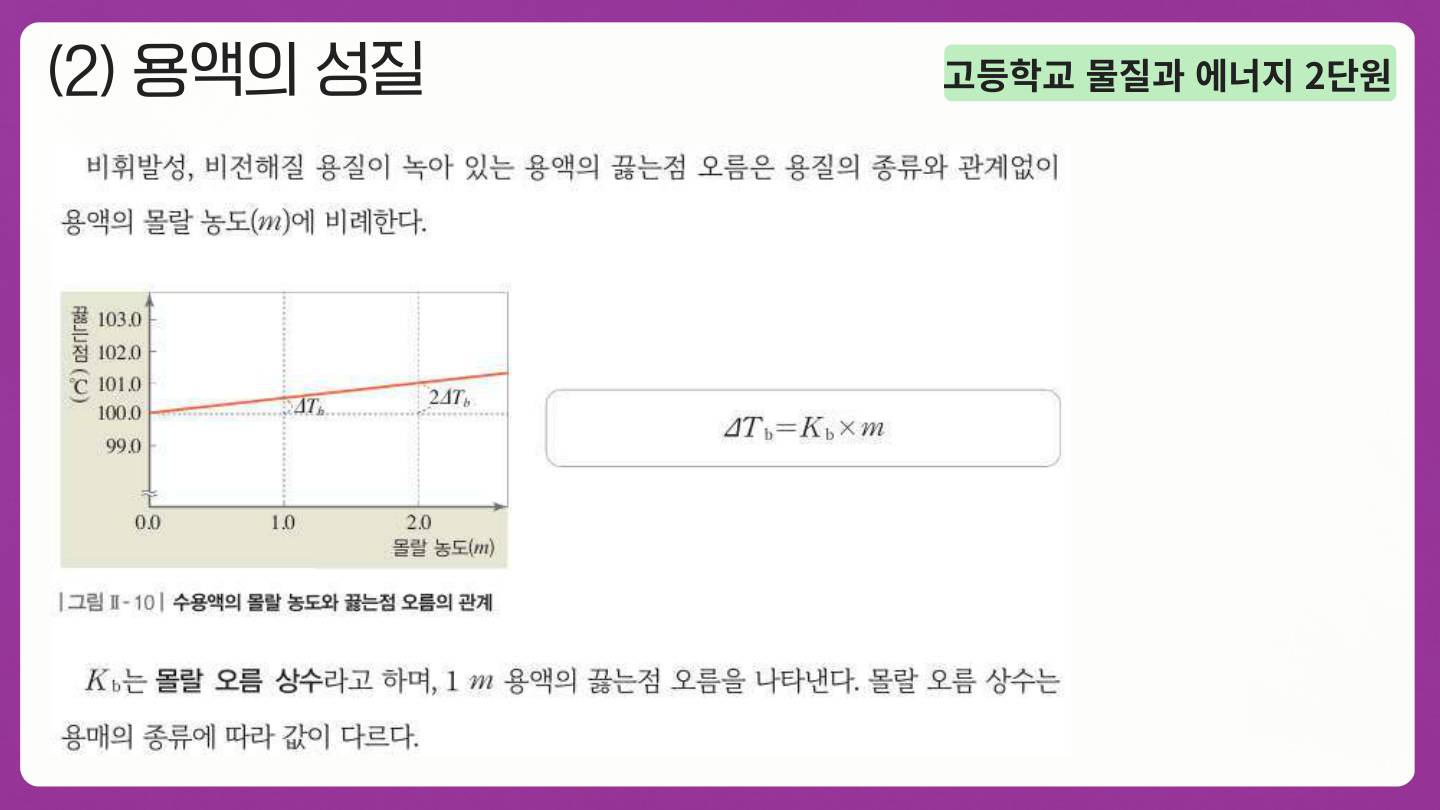 (2) 용액의 성질
고등학교 물질과 에너지 2단원
비휘발성, 비전해질 용질이 녹아 있는 용액의 끓는점 오름은 용질의 종류와 관계없이
용액의 몰랄 농도(m)에 비례한다.
끓는점(℃)
103.0
102.0
101.0
100.0
99.0
ΔT_b
2ΔT_b
0.0 1.0 2.0
몰랄 농도(m)
ΔT_b=K_b×m
|그림 Ⅱ-10| 수용액의 몰랄 농도와 끓는점 오름의 관계
K_b는 몰랄 오름 상수라고 하며, 1 m 용액의 끓는점 오름을 나타낸다. 몰랄 오름 상수는
용매의 종류에 따라 값이 다르다.